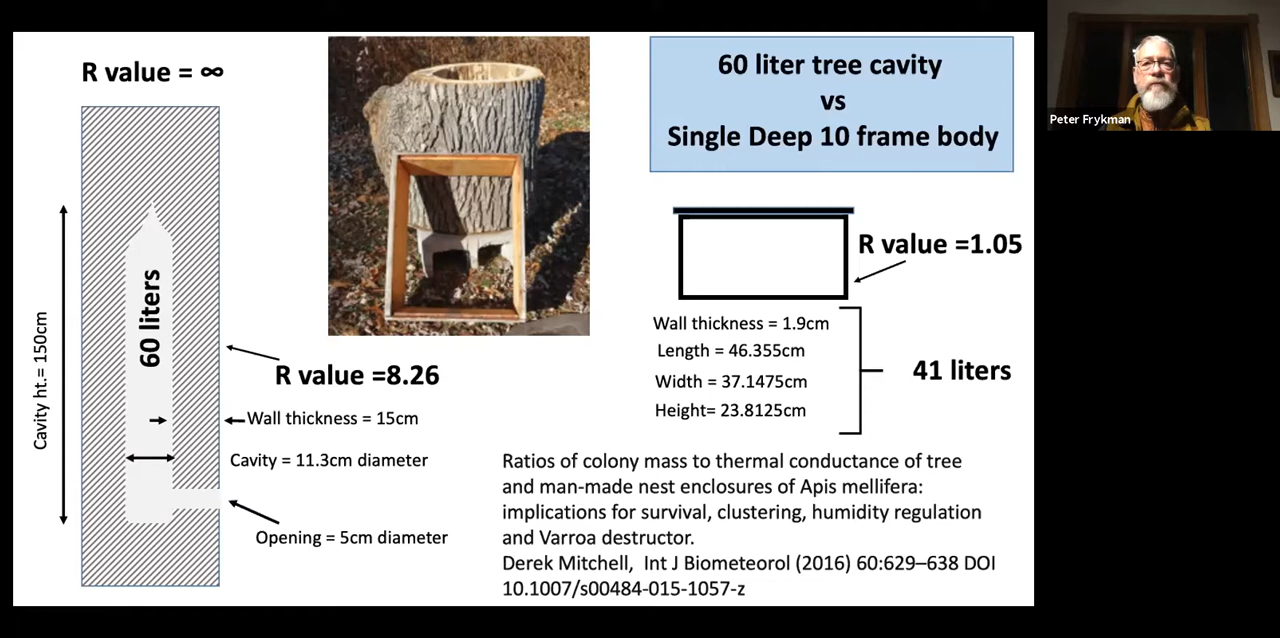 R value = ∞
60 liters
Cavity ht. = 150cm
R value =8.26
Wall thickness = 15cm
Cavity = 11.3cm diameter
Opening = 5cm diameter
60 liter tree cavity
vs
Single Deep 10 frame body
R value =1.05
Wall thickness = 1.9cm
Length = 46.355cm
Width = 37.1475cm
Height= 23.8125cm
41 liters
Ratios of colony mass to thermal conductance of tree
and man-made nest enclosures of Apis mellifera:
implications for survival, clustering, humidity regulation
and Varroa destructor.
Derek Mitchell, Int J Biometeorol (2016) 60:629–638 DOI
10.1007/s00484-015-1057-z
Peter Frykman